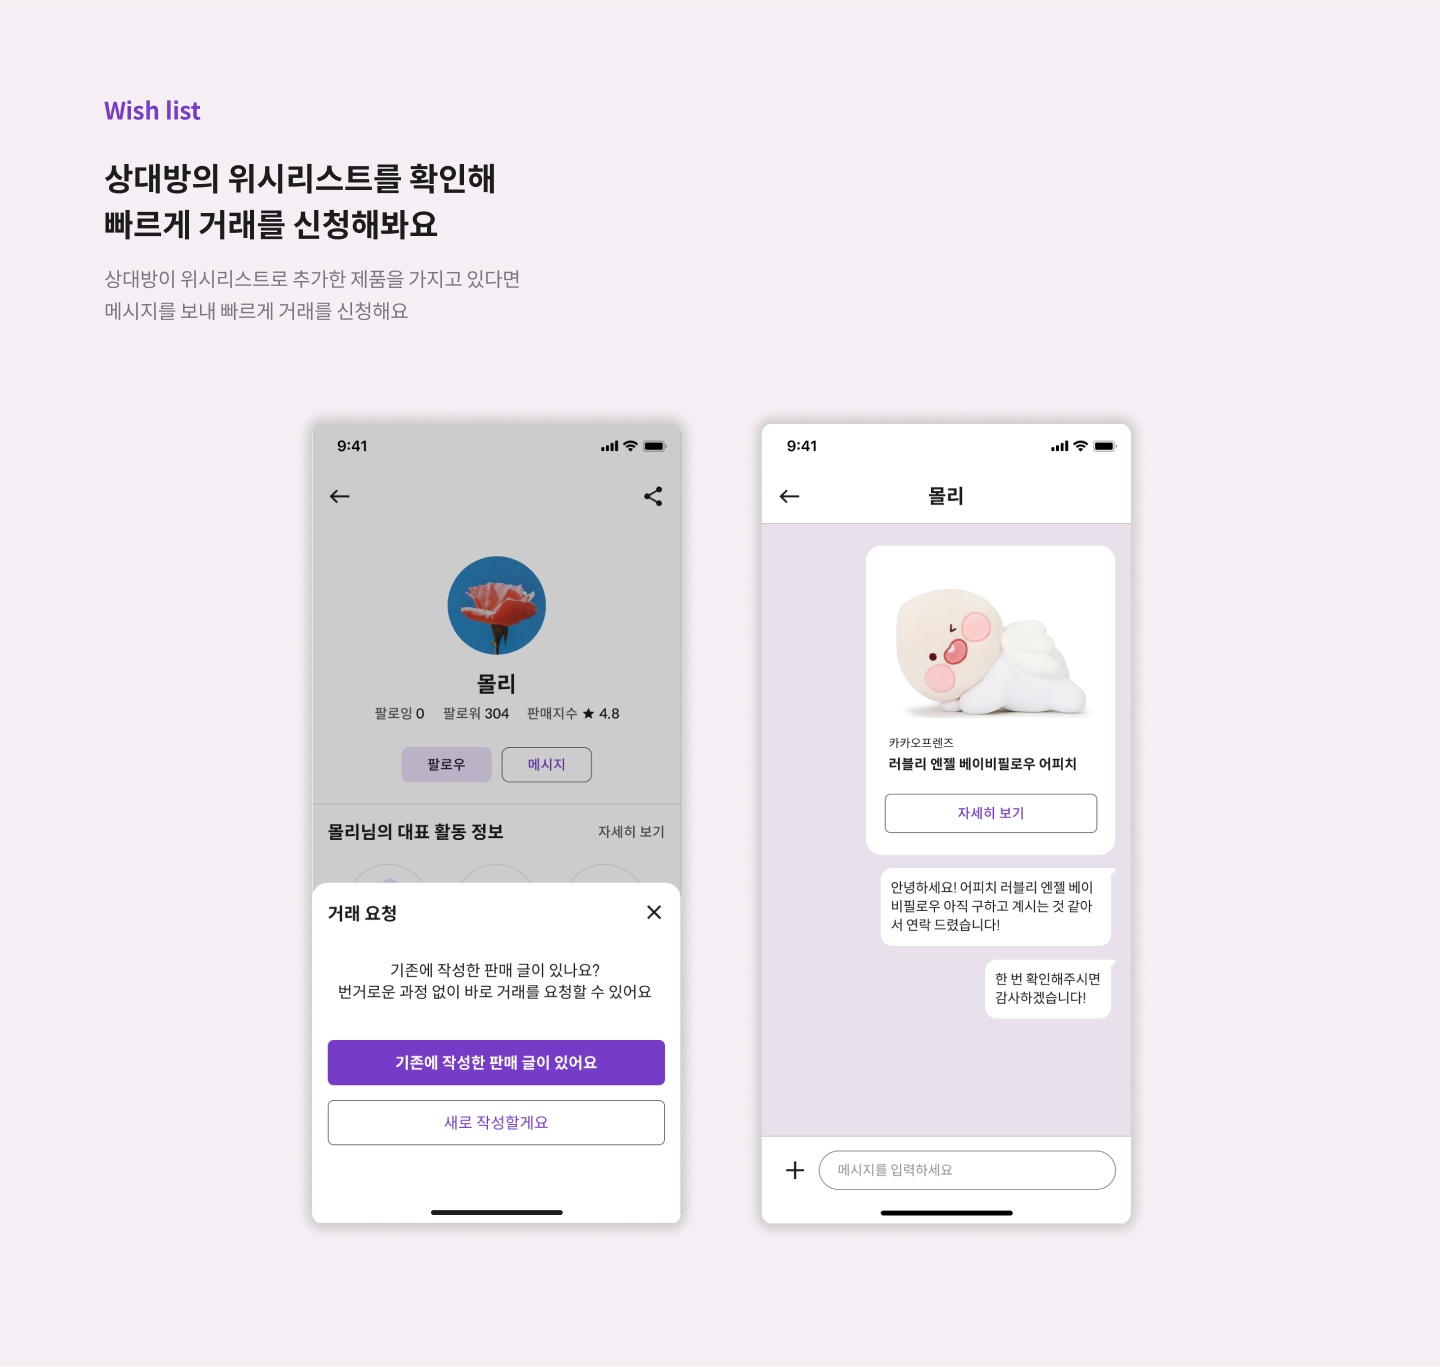 Wish list
상대방의 위시리스트를 확인해
빠르게 거래를 신청해봐요
상대방이 위시리스트로 추가한 제품을 가지고 있다면
메시지를 보내 빠르게 거래를 신청해요
9:41
몰리
팔로잉 0 팔로워 304 판매지수 ★ 4.8
팔로우 메시지
몰리님의 대표 활동 정보 자세히 보기
거래 요청
기존에 작성한 판매 글이 있나요?
번거로운 과정 없이 바로 거래를 요청할 수 있어요
기존에 작성한 판매 글이 있어요
새로 작성할게요
9:41
몰리
카카오프렌즈
러블리 엔젤 베이비필로우 어피치
자세히 보기
안녕하세요! 어피치 러블리 엔젤 베이
비필로우 아직 구하고 계시는 것 같아
서 연락 드렸습니다!
한 번 확인해주시면
감사하겠습니다!
메시지를 입력하세요